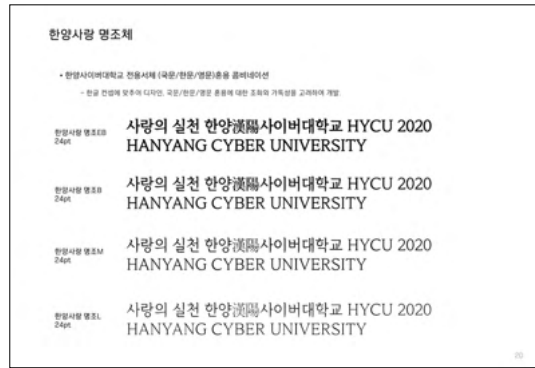 한양사랑 명조체
• 한양사이버대학교 전용서체 (국문/한문/영문)혼용 콤비네이션
- 한글 컨셉에 맞추어 디자인, 국문/한문/영문 혼용에 대한 조화와 가독성을 고려하여 개발.
한양사랑 명조EB
24pt
사랑의 실천 한양漢陽사이버대학교 HYCU 2020
HANYANG CYBER UNIVERSITY
한양사랑 명조B
24pt
사랑의 실천 한양漢陽사이버대학교 HYCU 2020
HANYANG CYBER UNIVERSITY
한양사랑 명조M
24pt
사랑의 실천 한양漢陽사이버대학교 HYCU 2020
HANYANG CYBER UNIVERSITY
한양사랑 명조L
24pt
사랑의 실천 한양漢陽사이버대학교 HYCU 2020
HANYANG CYBER UNIVERSITY